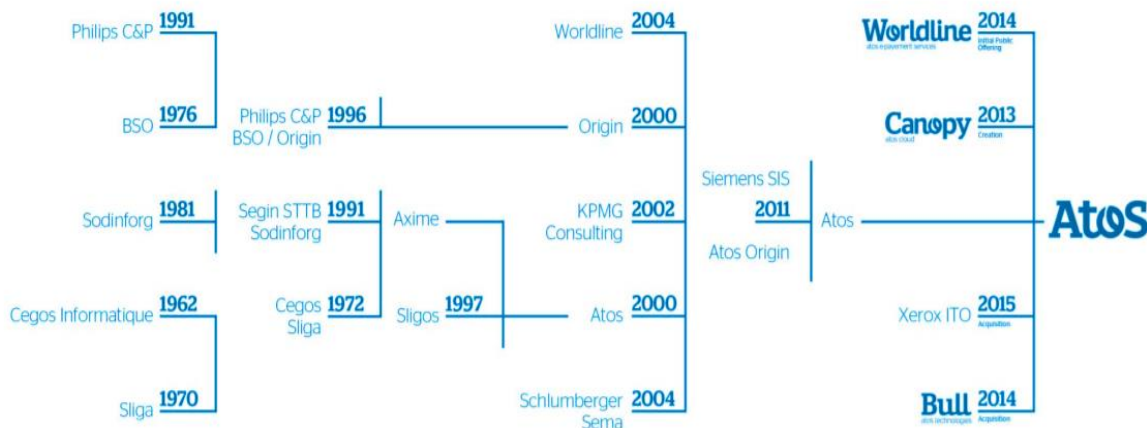 Philips C&P 1991
BSO 1976
Sodinforg 1981
Cegos Informatique 1962
Sliga 1970
Philips C&P 1996
BSO / Origin
Segin STTB 1991
Sodinforg
Cegos 1972
Sliga
Axime
Sligos 1997
Worldline 2004
Origin 2000
KPMG 2002
Consulting
Atos 2000
Schlumberger 2004
Sema
Siemens SIS
2011
Atos Origin
Atos
Worldline 2014
atos e-payment services
Initial Public
Offering
Canopy 2013
atos cloud
Creation
Xerox ITO 2015
Acquisition
Bull 2014
atos technologies
Acquisition
Atos